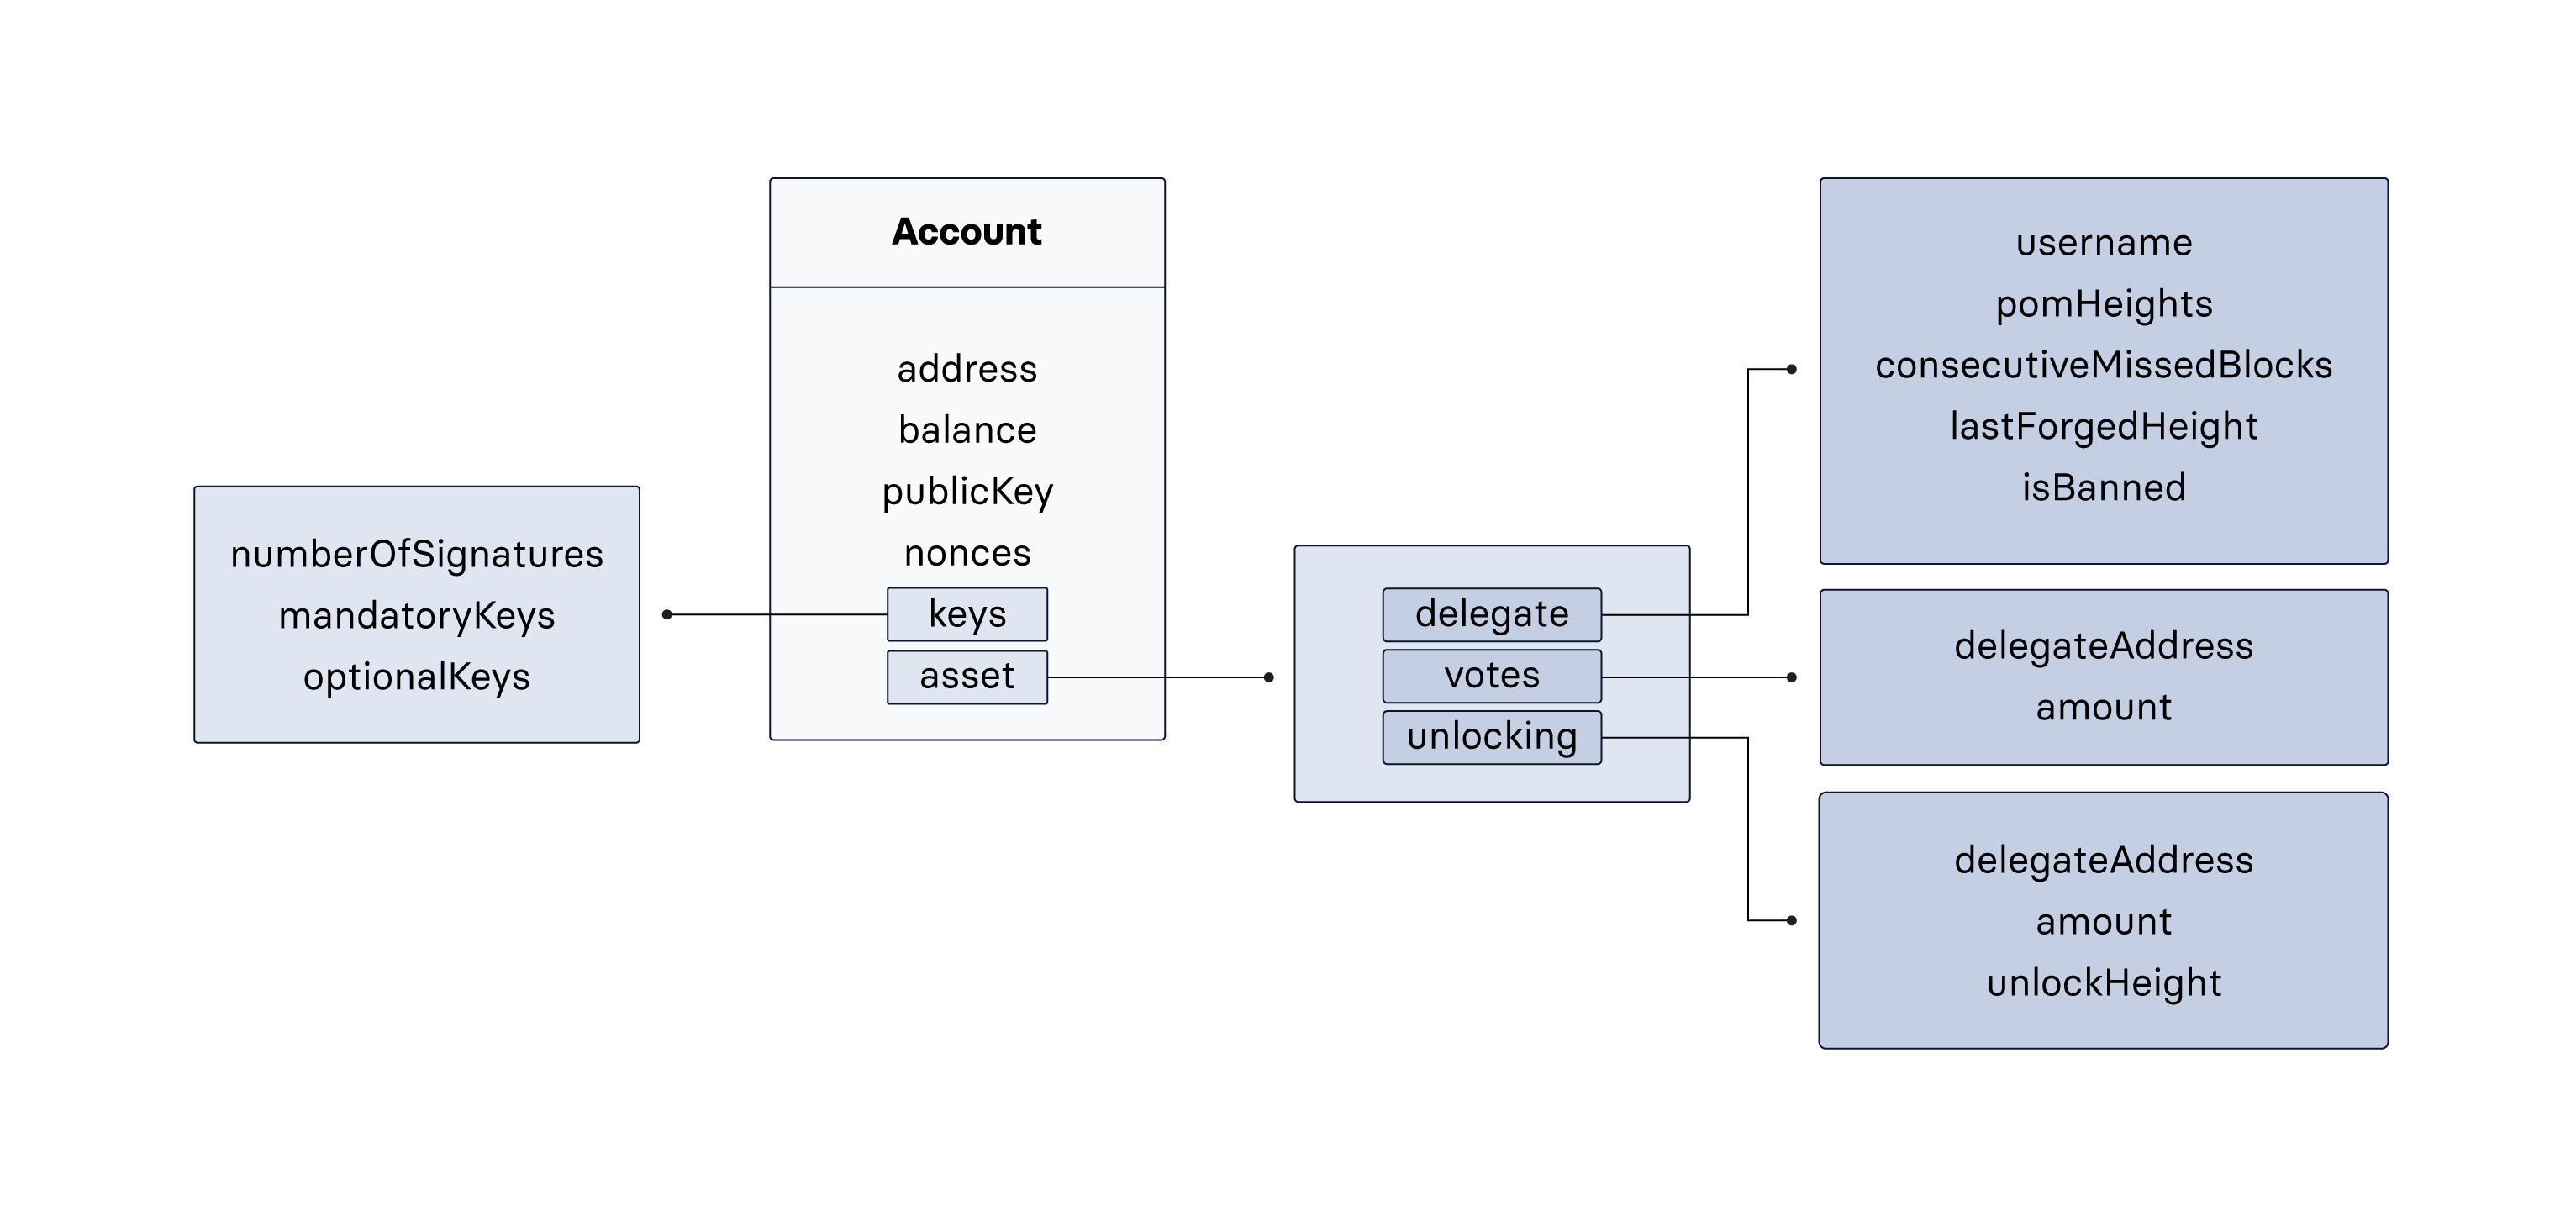 numberOfSignatures
mandatoryKeys
optionalKeys
Account
address
balance
publicKey
nonces
keys
asset
delegate
votes
unlocking
username
pomHeights
consecutiveMissedBlocks
lastForgedHeight
isBanned
delegateAddress
amount
delegateAddress
amount
unlockHeight